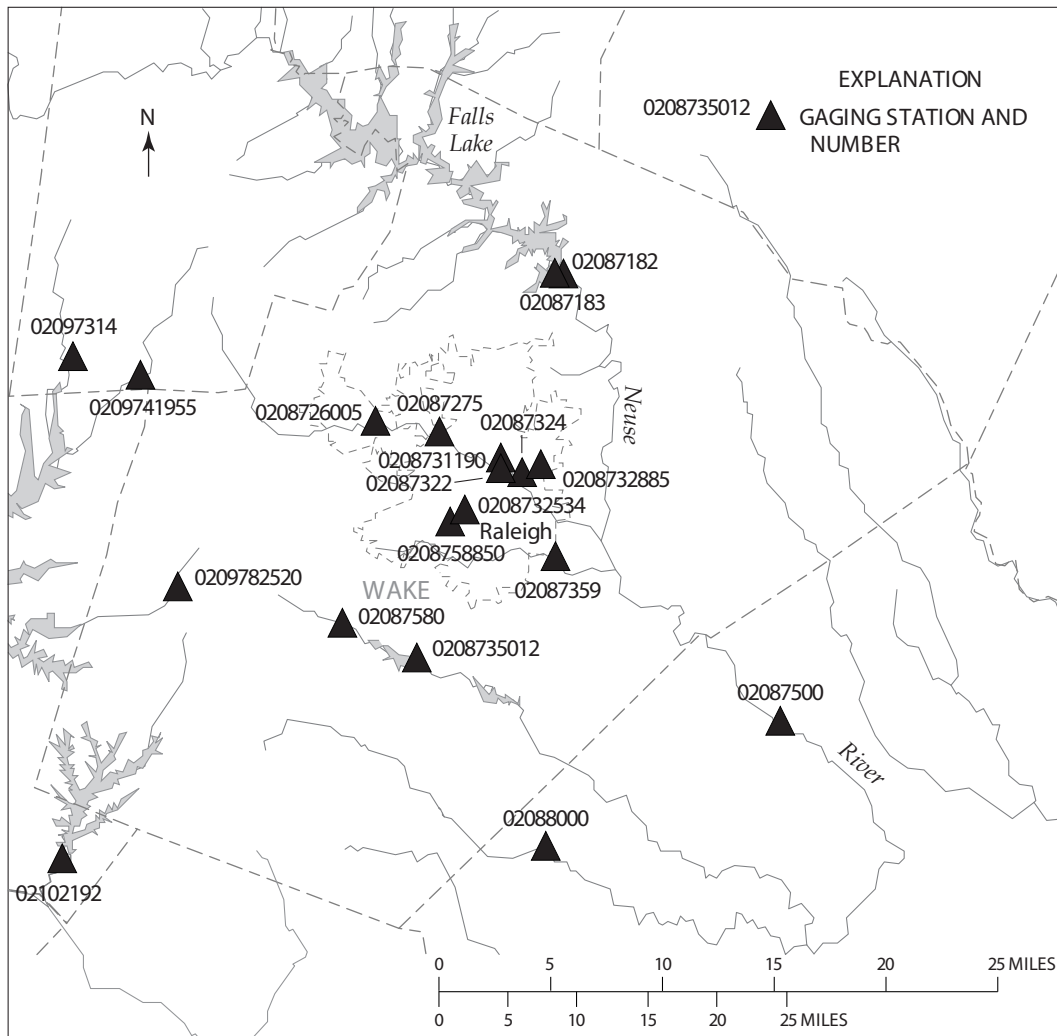 EXPLANATION
0208735012
GAGING STATION AND
NUMBER
N
Falls
Lake
02087182
02087183
02097314
0209741955
0208726005
02087275
02087324
Neuse
0208731190
02087322
0208732885
0208732534
Raleigh
0208758850
02087359
0209782520
WAKE
02087580
0208735012
02087500
River
02088000
02102192
0 5 10 15 20 25 MILES
0 5 10 15 20 25 MILES